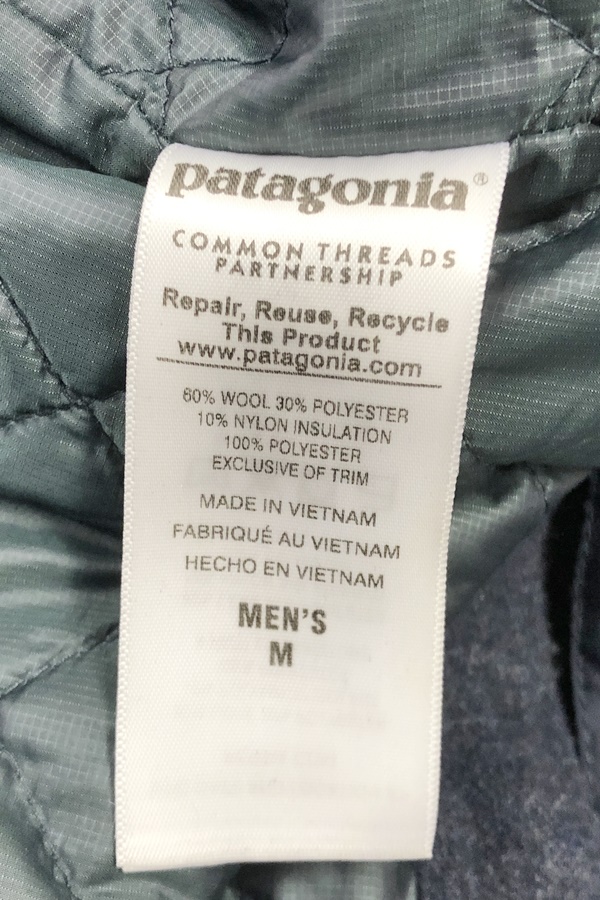 patagonia®
COMMON THREADS
PARTNERSHIP
Repair, Reuse, Recycle
This Product
www.patagonia.com
60% WOOL 30% POLYESTER
10% NYLON INSULATION
100% POLYESTER
EXCLUSIVE OF TRIM
MADE IN VIETNAM
FABRIQUÉ AU VIETNAM
HECHO EN VIETNAM
MEN'S
M